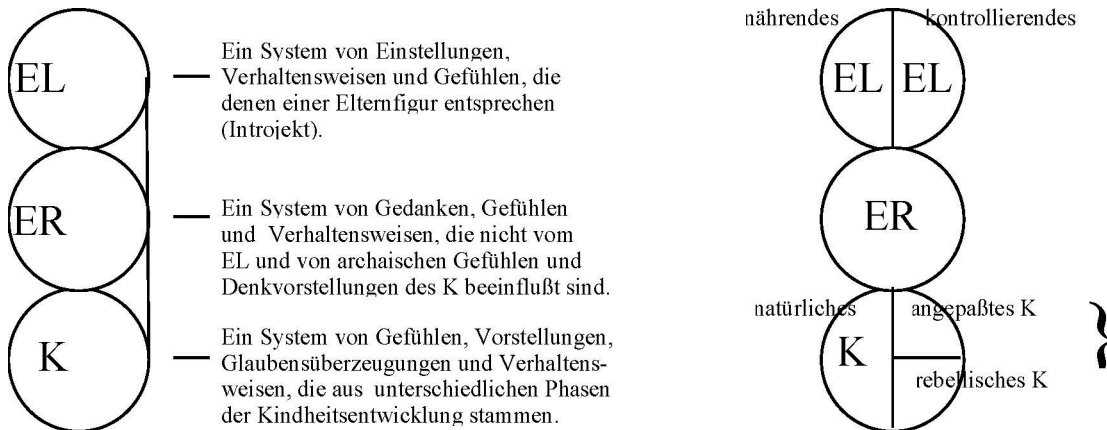 EL
Ein System von Einstellungen,
Verhaltensweisen und Gefühlen, die
denen einer Elternfigur entsprechen
(Introjekt).
ER
Ein System von Gedanken, Gefühlen
und Verhaltensweisen, die nicht vom
EL und von archaischen Gefühlen und
Denkvorstellungen des K beeinflußt sind.
K
Ein System von Gefühlen, Vorstellungen,
Glaubensüberzeugungen und Verhaltens-
weisen, die aus unterschiedlichen Phasen
der Kindheitsentwicklung stammen.
nährendes kontrollierendes
EL EL
ER
natürliches angepaßtes K
K
rebellisches K
}